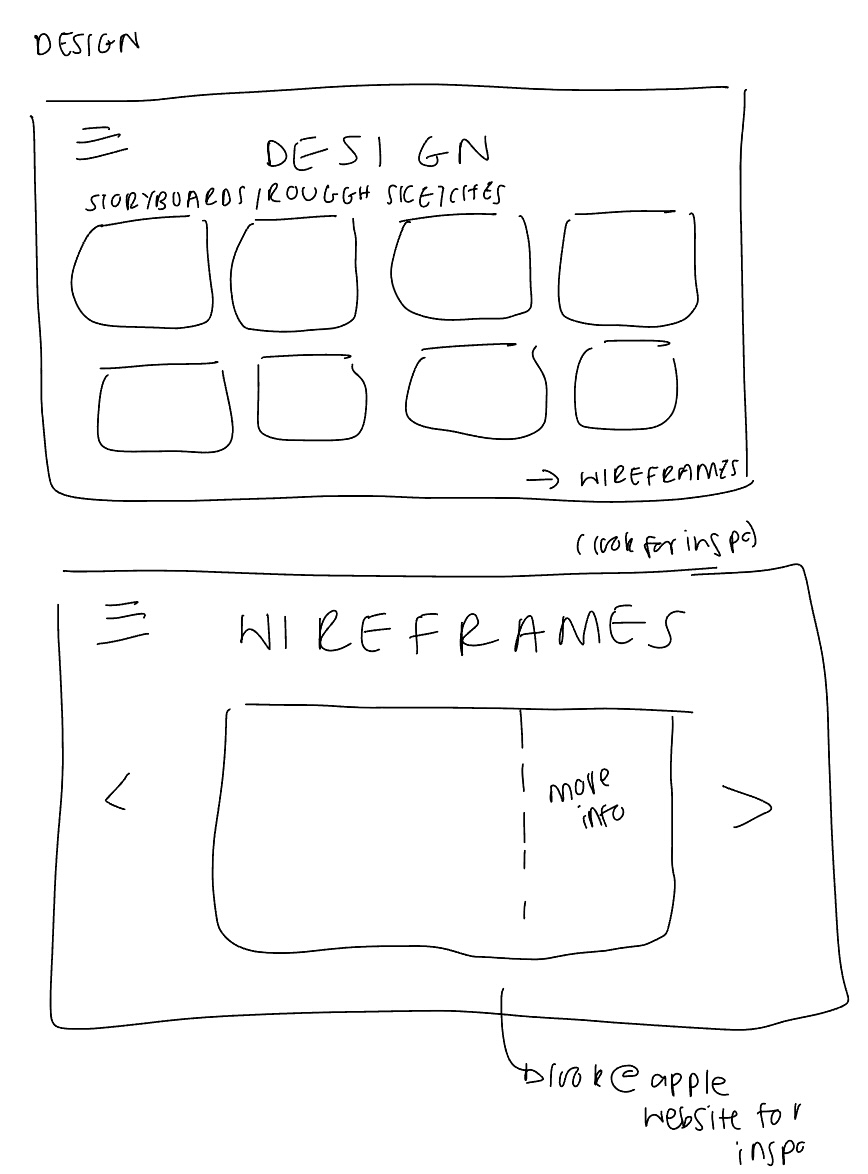 DESIGN
DESIGN
STORYBOARDS/ROUGGH SKETCHES
→ WIREFRAMES
(look for inspo)
WIREFRAMES
<
more
info
>
look @ apple
website for
inspo